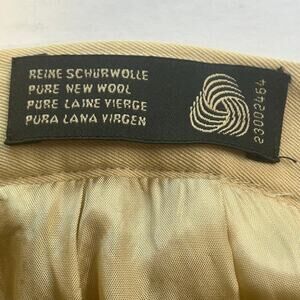 REINE SCHURWOLLE
PURE NEW WOOL
PURE LAINE VIERGE
PURA LANA VIRGEN
23002464